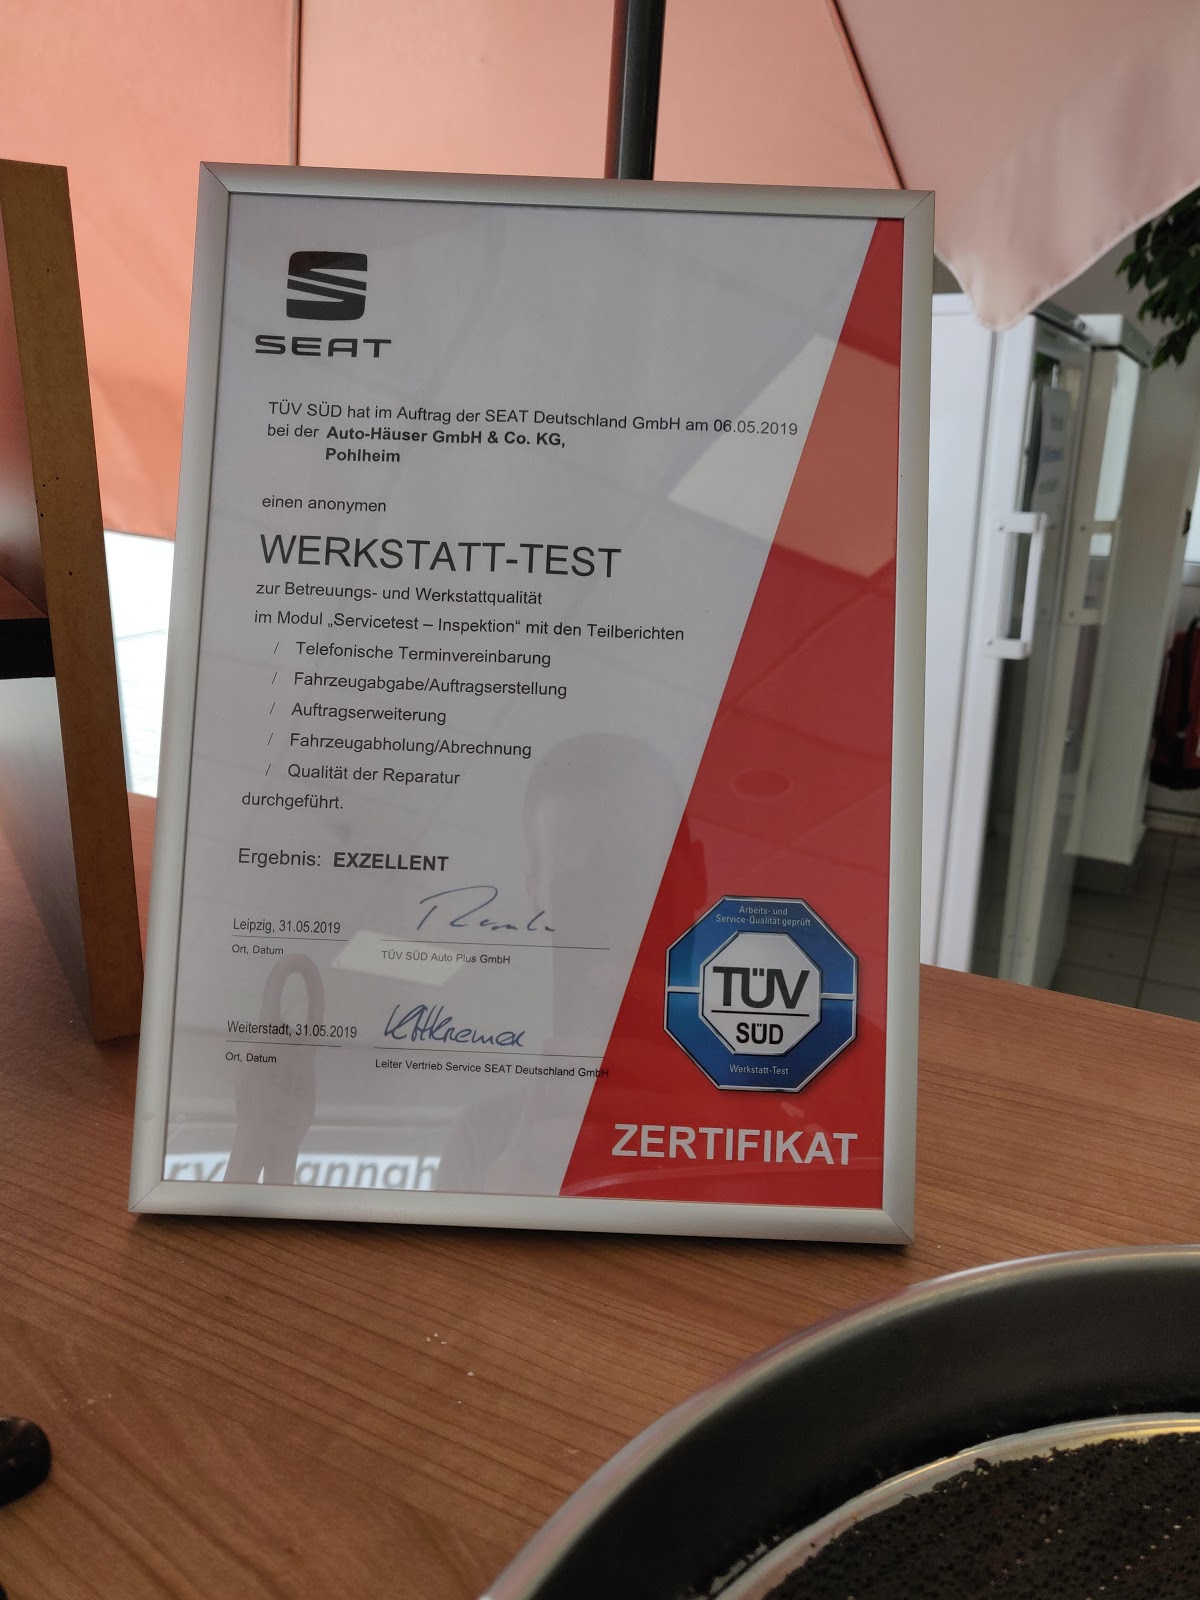 SEAT
TÜV SÜD hat im Auftrag der SEAT Deutschland GmbH am 06.05.2019
bei der Auto-Häuser GmbH & Co. KG,
Pohlheim
einen anonymen
WERKSTATT-TEST
zur Betreuungs- und Werkstattqualität
im Modul „Servicetest – Inspektion“ mit den Teilberichten
/ Telefonische Terminvereinbarung
/ Fahrzeugabgabe/Auftragserstellung
/ Auftragserweiterung
/ Fahrzeugabholung/Abrechnung
/ Qualität der Reparatur
durchgeführt.
Ergebnis: EXZELLENT
Leipzig, 31.05.2019
Ort, Datum
TÜV SÜD Auto Plus GmbH
Weiterstadt, 31.05.2019
Ort, Datum
Leiter Vertrieb Service SEAT Deutschland GmbH
Arbeits- und
Service-Qualität geprüft
TÜV
SÜD
Werkstatt-Test
ZERTIFIKAT